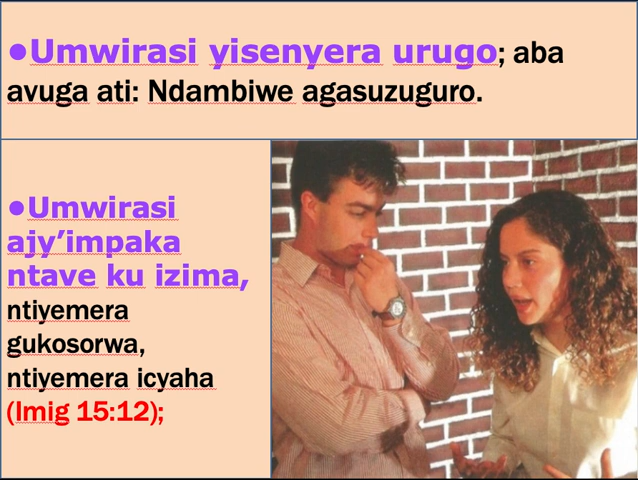 •Umwirasi yisenyera urugo; aba
avuga ati: Ndambiwe agasuzuguro.
•Umwirasi
ajy’impaka
ntave ku izima,
ntiyemera
gukosorwa,
ntiyemera icyaha
(Imig 15:12);